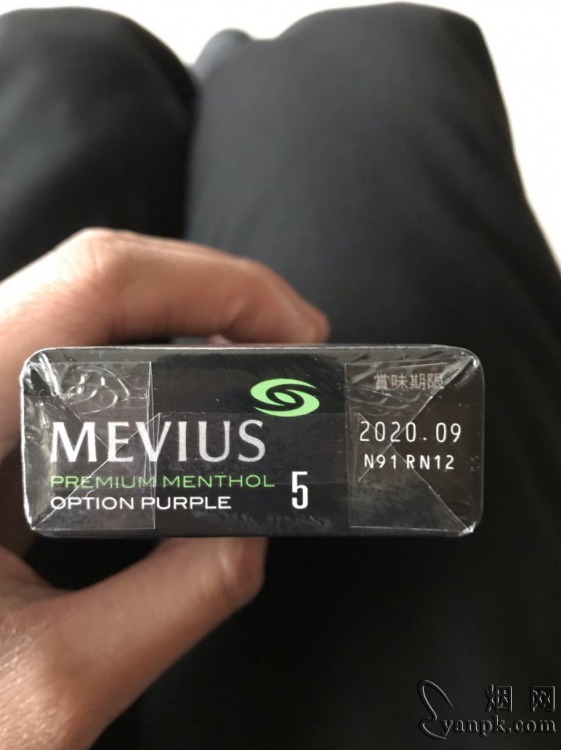 MEVIUS
PREMIUM MENTHOL
OPTION PURPLE
5
賞味期限
2020.09
N91 RN12
烟网
yanpk.com